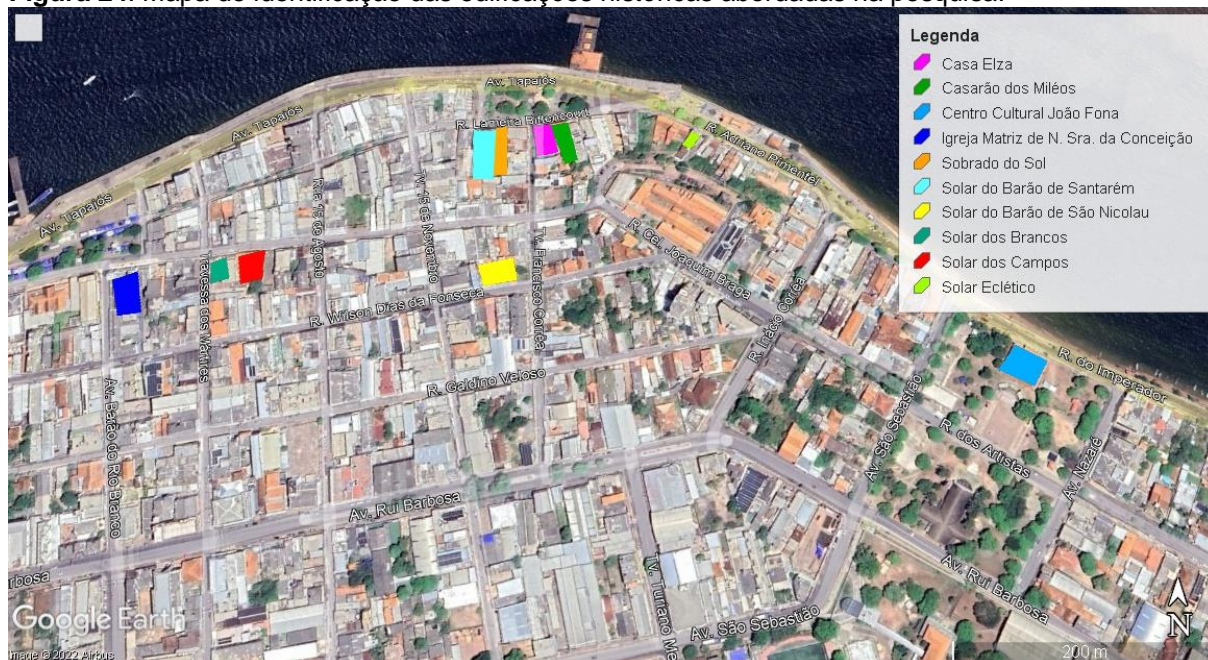 Figura 24: Mapa de identificação das edificações históricas abordadas na pesquisa.
Legenda
Casa Elza
Casarão dos Miléos
Centro Cultural João Fona
Igreja Matriz de N. Sra. da Conceição
Sobrado do Sol
Solar do Barão de Santarém
Solar do Barão de São Nicolau
Solar dos Brancos
Solar dos Campos
Solar Eclético
Av. Tapajós
Av. Tapajós
Av. Tapajós
R. Lameira Bittencourt
R. Adriano Pimentel
Tv. 15 de Novembro
R. Cel. Joaquim Braga
Tv. Francisco Corrêa
Travessa dos Mártires
R. Wilson Dias da Fonseca
R. Inácio Corrêa
R. do Imperador
R. Galdino Veloso
Av. São Sebastião
R. dos Artistas
Av. Nazaré
Av. Barão do Rio Branco
Av. Rui Barbosa
Av. Rui Barbosa
rbosa
Tv. Turiano Me
Av. São Sebastião
Google Earth
Image © 2022 Airbus
N
200 m